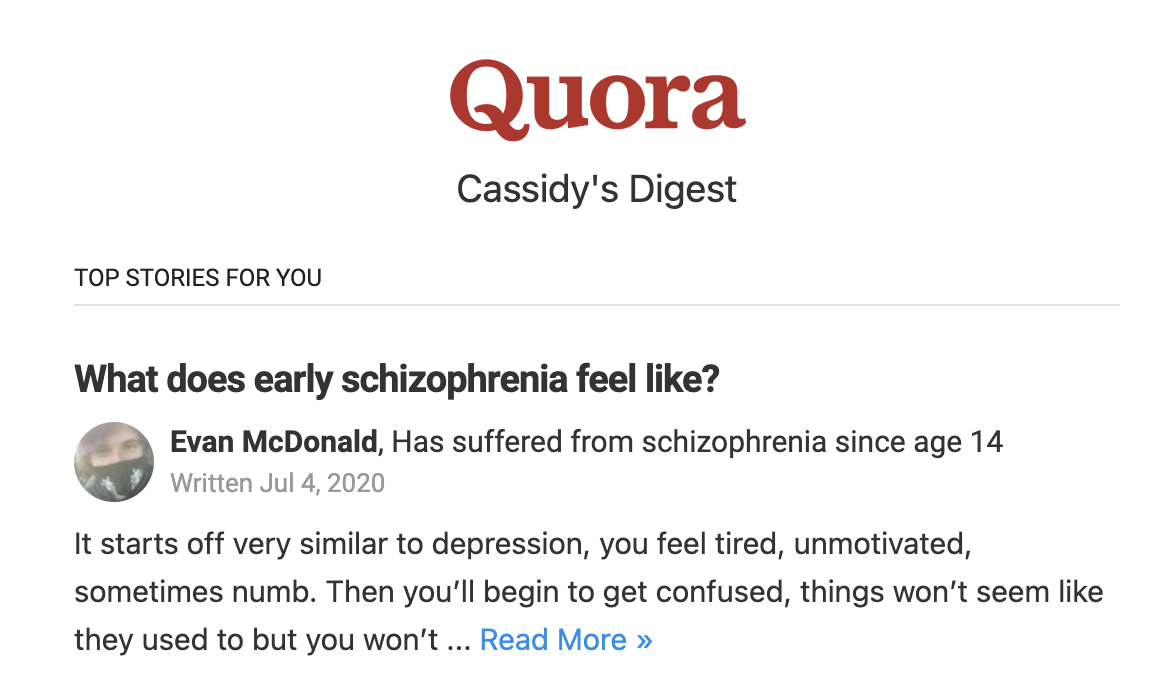 Quora
Cassidy's Digest
TOP STORIES FOR YOU
What does early schizophrenia feel like?
Evan McDonald, Has suffered from schizophrenia since age 14
Written Jul 4, 2020
It starts off very similar to depression, you feel tired, unmotivated,
sometimes numb. Then you’ll begin to get confused, things won’t seem like
they used to but you won’t ... Read More »